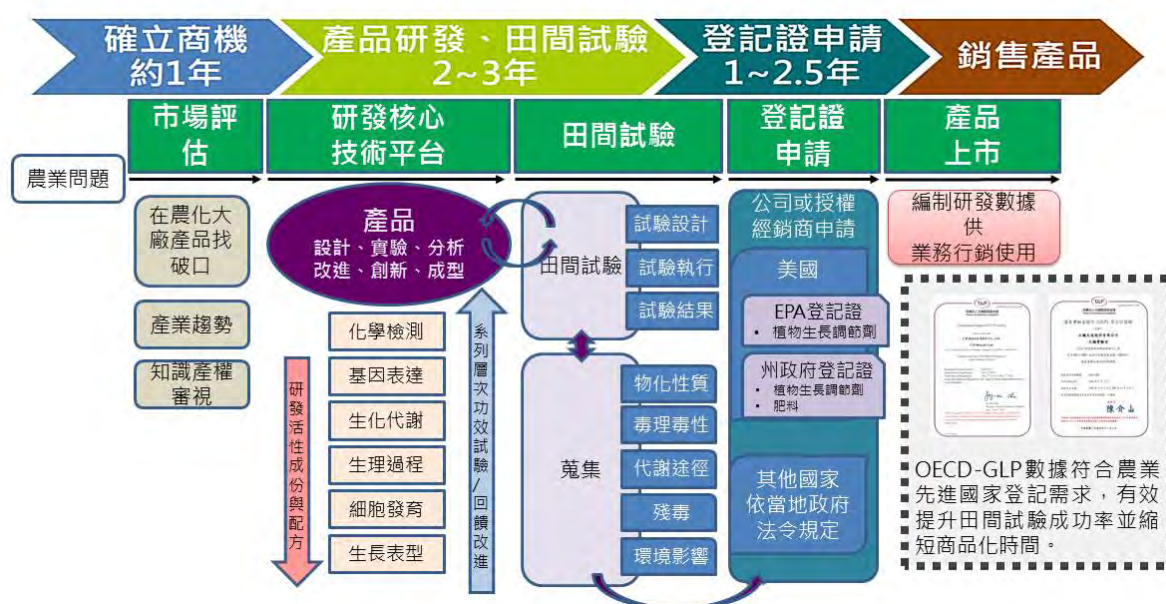 確立商機
約1年
產品研發、田間試驗
2~3年
登記證申請
1~2.5年
銷售產品
市場評
估
研發核心
技術平台
田間試驗
登記證
申請
產品
上市
農業問題
在農化大
廠產品找
破口
產業趨勢
知識產權
審視
產品
設計、實驗、分析
改進、創新、成型
研發活性成份與配方
化學檢測
基因表達
生化代謝
生理過程
細胞發育
生長表型
系列層次功效試驗/回饋改進
田間試驗
試驗設計
試驗執行
試驗結果
蒐集
物化性質
毒理毒性
代謝途徑
殘毒
環境影響
公司或授權
經銷商申請
美國
EPA登記證
• 植物生長調節劑
州政府登記證
• 植物生長調節劑
• 肥料
其他國家
依當地政府
法令規定
編制研發數據
供
業務行銷使用
GLP
GLP
陳介山
OECD-GLP數據符合農業
先進國家登記需求，有效
提升田間試驗成功率並縮
短商品化時間。